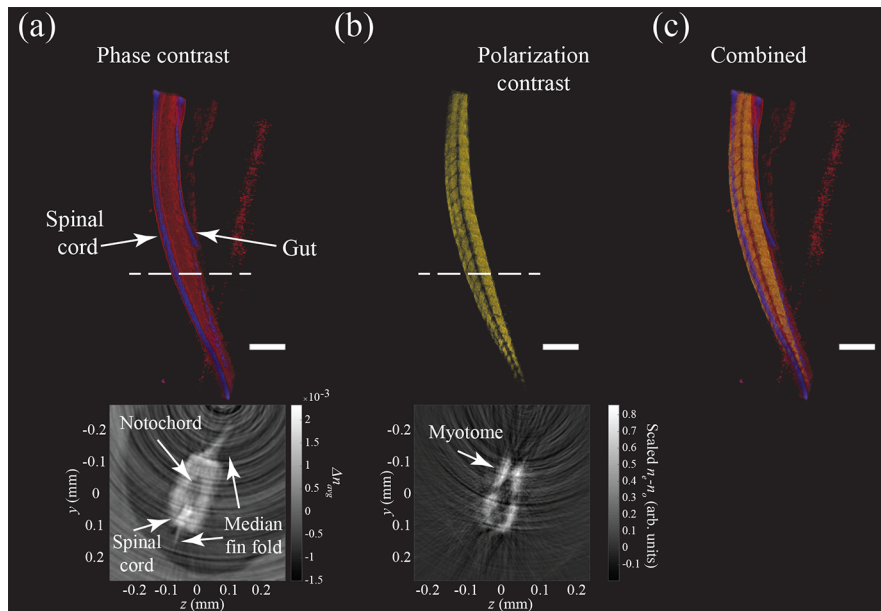 (a)
(b)
(c)
Phase contrast
Polarization
contrast
Combined
Spinal
cord
Gut
Notochord
Spinal
cord
Median
fin fold
-0.2
-0.1
0
0.1
0.2
y (mm)
-0.2 -0.1 0 0.1 0.2
z (mm)
×10⁻³
2
1.5
1
0.5
0
-0.5
-1
-1.5
Δn_avg
Myotome
-0.2
-0.1
0
0.1
0.2
y (mm)
-0.2 -0.1 0 0.1 0.2
z (mm)
0.8
0.7
0.6
0.5
0.4
0.3
0.2
0.1
0
-0.1
Scaled n_e-n_o (arb. units)